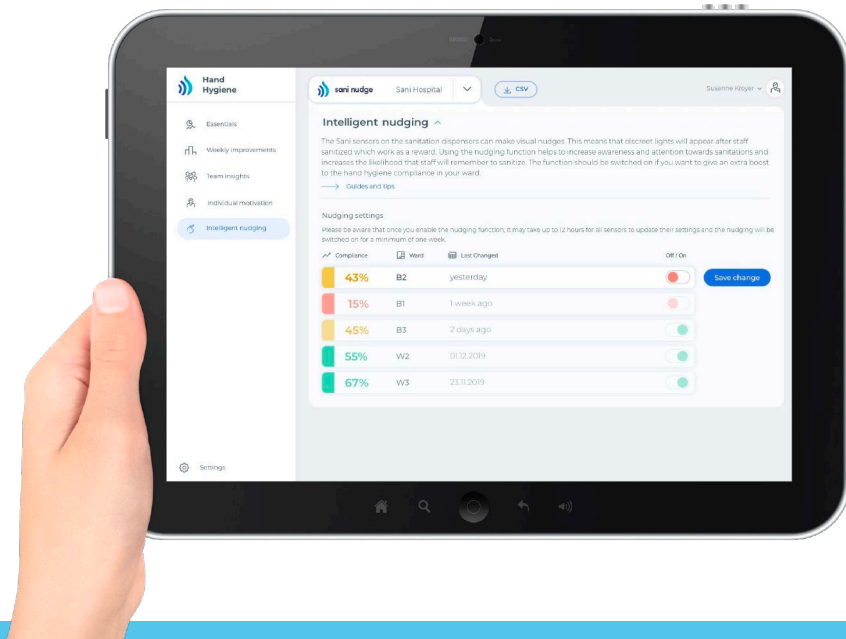 Hand
Hygiene
sani nudge
Sani Hospital
CSV
Susanne Krøyer
Essentials
Weekly improvements
Team insights
Individual motivation
Intelligent nudging
Settings
Intelligent nudging
The Sani sensors on the sanitation dispensers can make visual nudges. This means that discreet lights will appear after staff
sanitized which work as a reward. Using the nudging function helps to increase awareness and attention towards sanitations and
increases the likelihood that staff will remember to sanitize. The function should be switched on if you want to give an extra boost
to the hand hygiene compliance in your ward.
Guides and tips
Nudging settings
Please be aware that once you enable the nudging function, it may take up to 12 hours for all sensors to update their settings and the nudging will be
switched on for a minimum of one week.
Compliance Ward Last Changed Off / On
43% B2 yesterday Save change
15% B1 1 week ago
45% B3 2 days ago
55% W2 01.12.2019
67% W3 23.11.2019